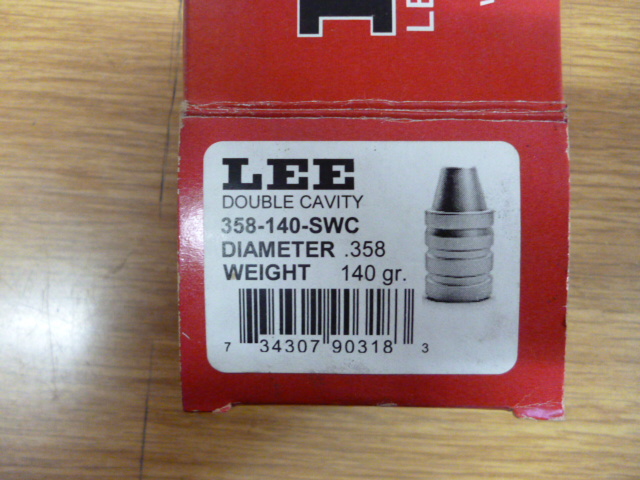 LEE
DOUBLE CAVITY
358-140-SWC
DIAMETER .358
WEIGHT 140 gr.
7 34307 90318 3